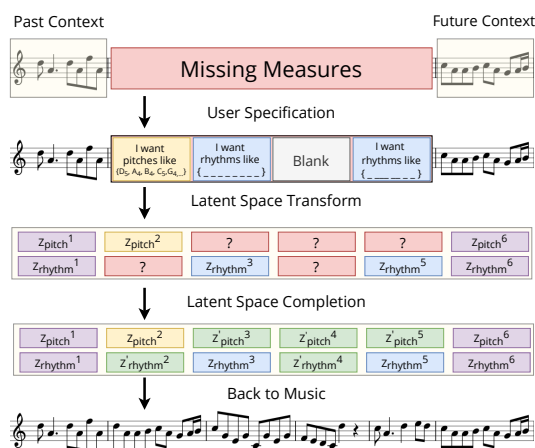 Past Context
Future Context
Missing Measures
User Specification
I want
pitches like
{D5, A4, B4, C5,G4,..}
I want
rhythms like
{ _ _ _ _ _ _ _ _ }
Blank
I want
rhythms like
{ _ ___ _ _ _ }
Latent Space Transform
Zpitch1 Zpitch2 ? ? ? Zpitch6
Zrhythm1 ? Zrhythm3 ? Zrhythm5 Zrhythm6
Latent Space Completion
Zpitch1 Zpitch2 Z'pitch3 Z'pitch4 Z'pitch5 Zpitch6
Zrhythm1 Z'rhythm2 Zrhythm3 Z'rhythm4 Zrhythm5 Zrhythm6
Back to Music